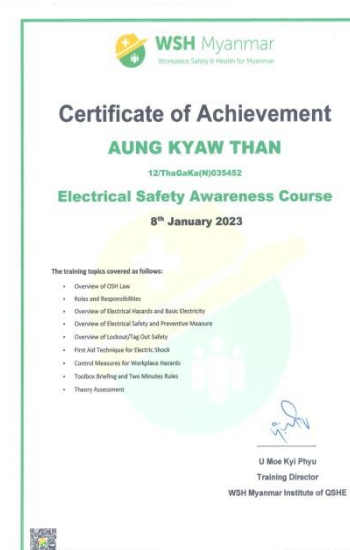 WSH Myanmar
Workplace Safety & Health for Myanmar
Certificate of Achievement
AUNG KYAW THAN
12/ThaGaKa(N)035452
Electrical Safety Awareness Course
8th January 2023
The training topics covered as follows:
• Overview of OSH Law
• Roles and Responsibilities
• Overview of Electrical Hazards and Basic Electricity
• Overview of Electrical Safety and Preventive Measure
• Overview of Lockout/Tag Out Safety
• First Aid Technique for Electric Shock
• Control Measures for Workplace Hazards
• Toolbox Briefing and Two Minutes Rules
• Theory Assessment
U Moe Kyi Phyu
Training Director
WSH Myanmar Institute of QSHE